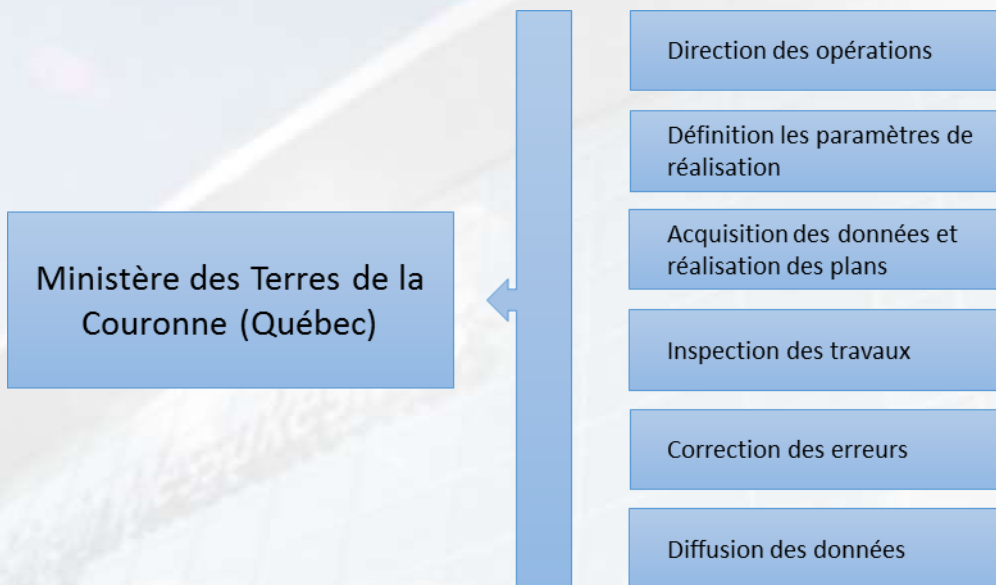 Ministère des Terres de la
Couronne (Québec)
Direction des opérations
Définition les paramètres de
réalisation
Acquisition des données et
réalisation des plans
Inspection des travaux
Correction des erreurs
Diffusion des données